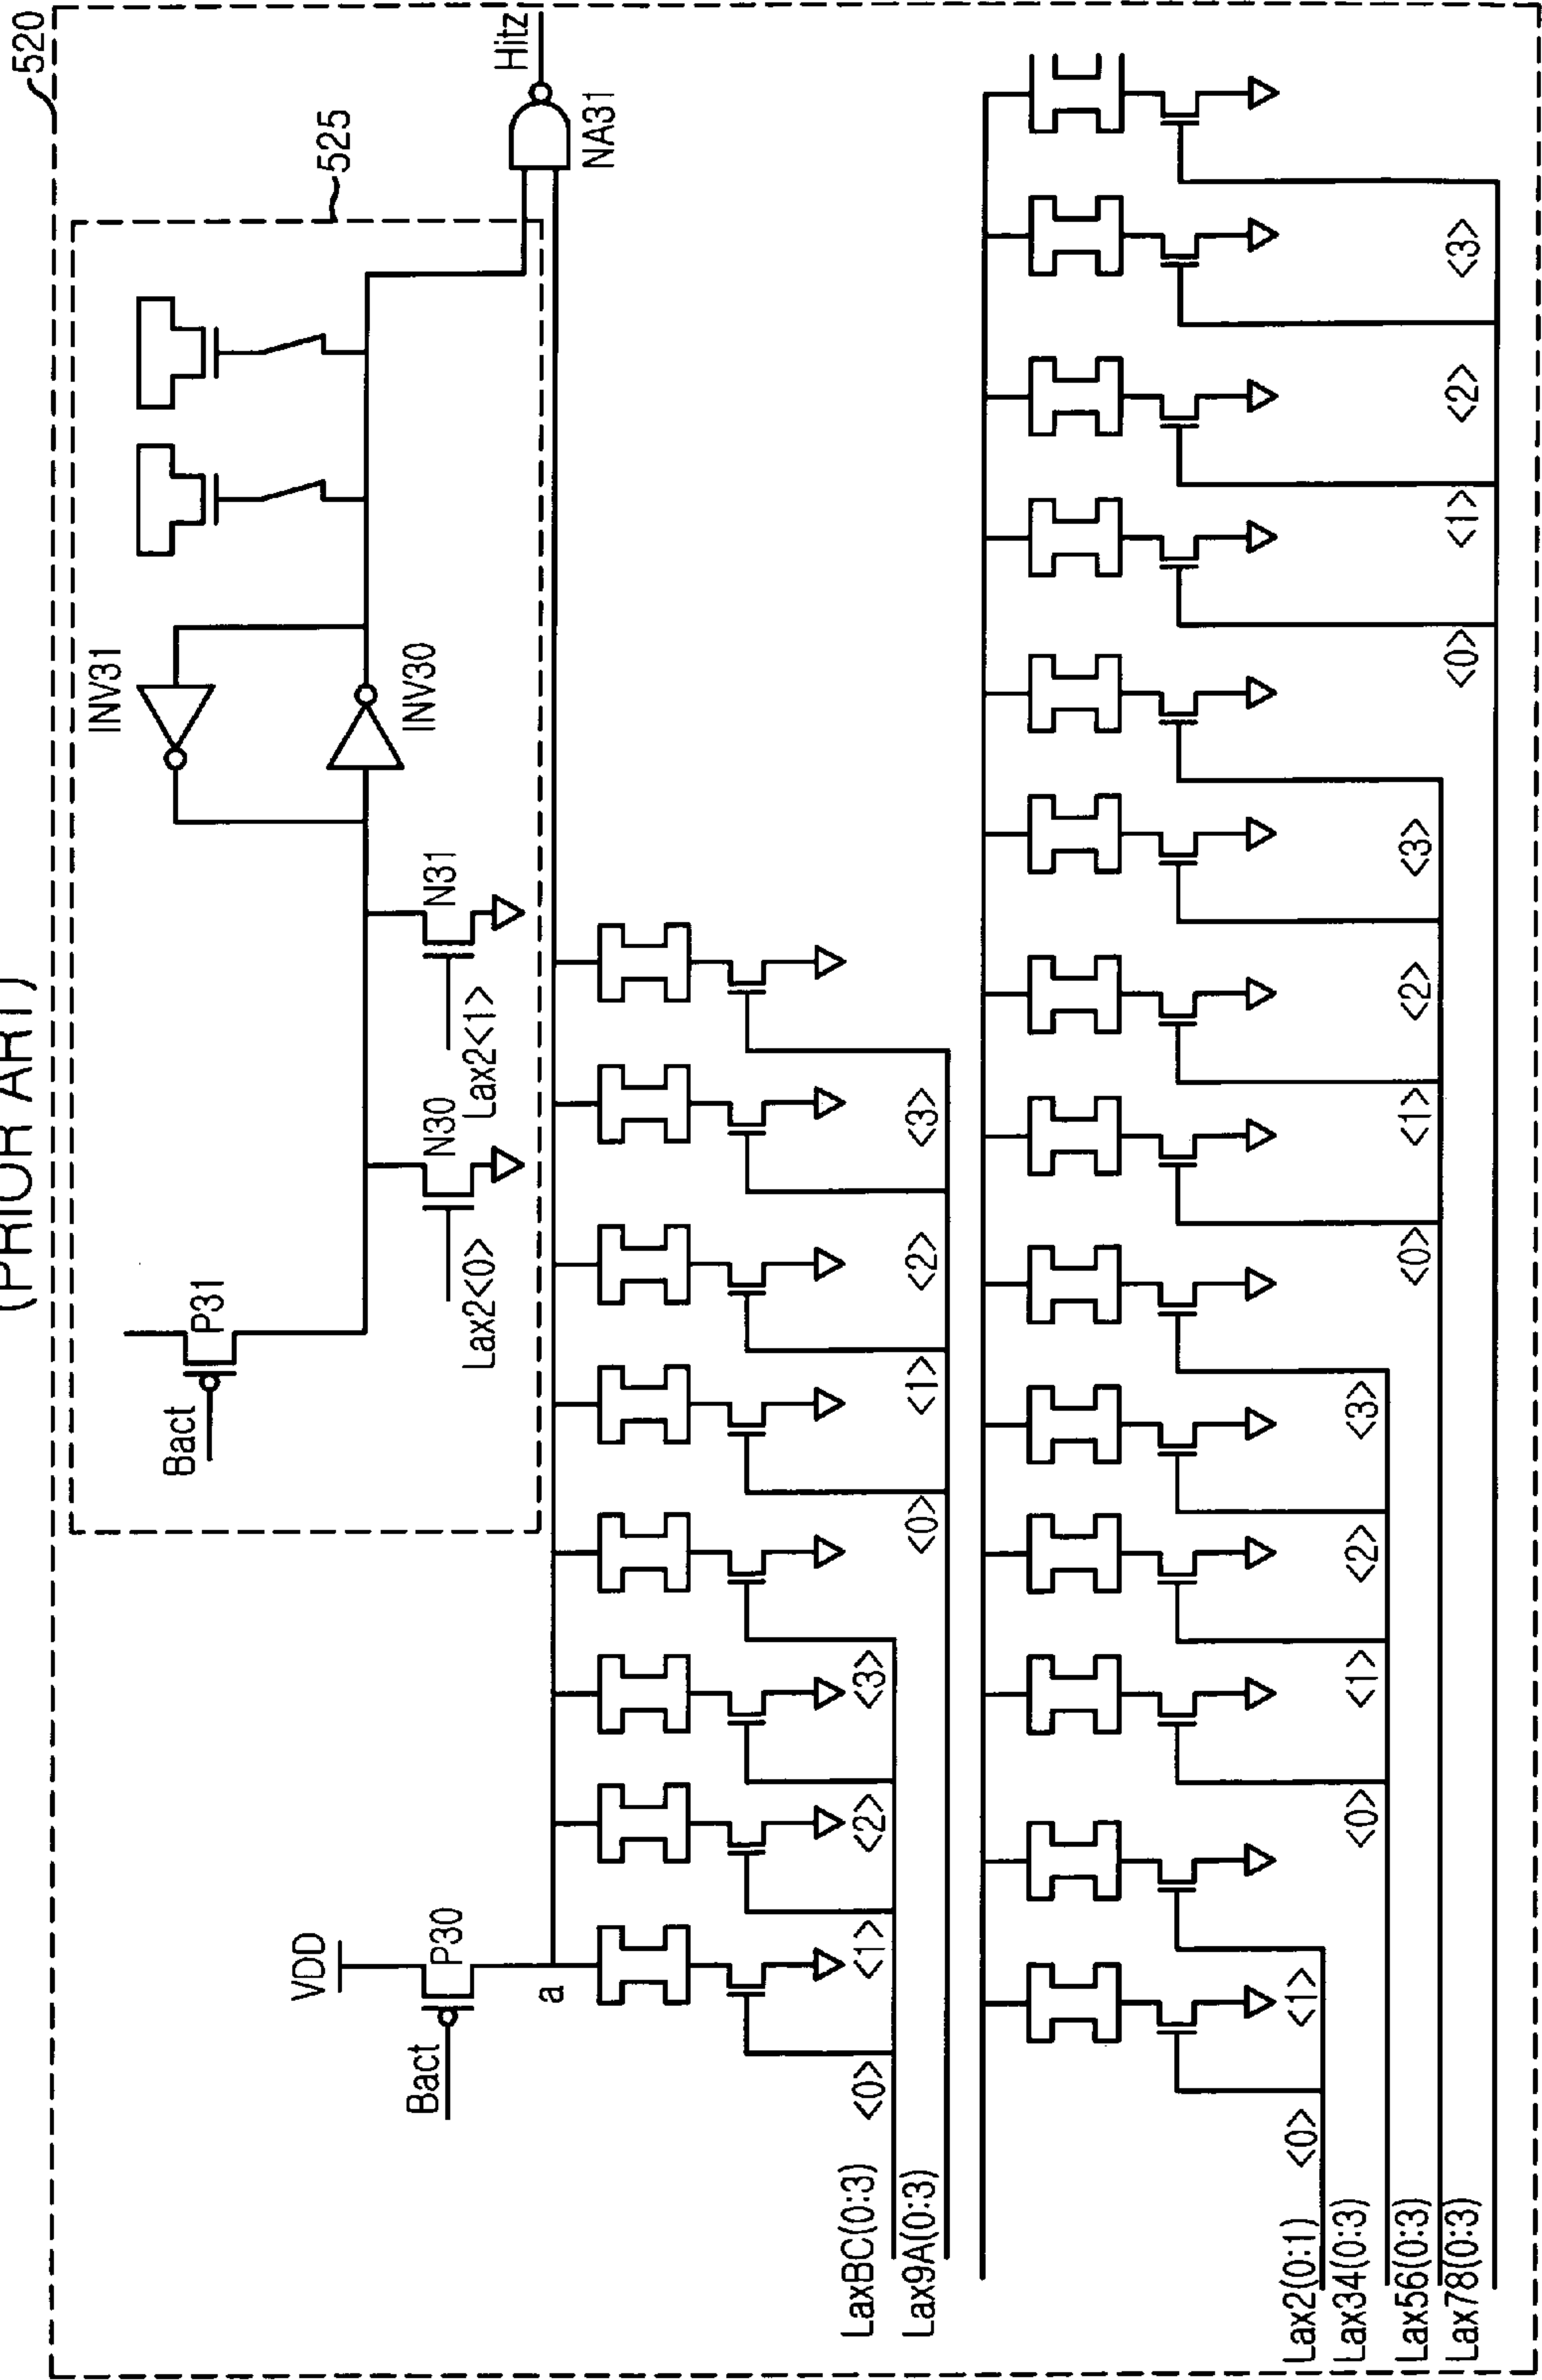 (PRIOR ART)
520
525
Bact
P31
INV31
INV30
N30
N31
Lax2<0>
Lax2<1>
Hitz
NA31
VDD
Bact
P30
a
LaxBC(0:3)
<0>
<1>
<2>
<3>
Lax9A(0:3)
<0>
<1>
<2>
<3>
Lax2(0:1)
<0>
<1>
Lax34(0:3)
<0>
<1>
<2>
<3>
Lax56(0:3)
<0>
<1>
<2>
<3>
Lax78(0:3)
<0>
<1>
<2>
<3>